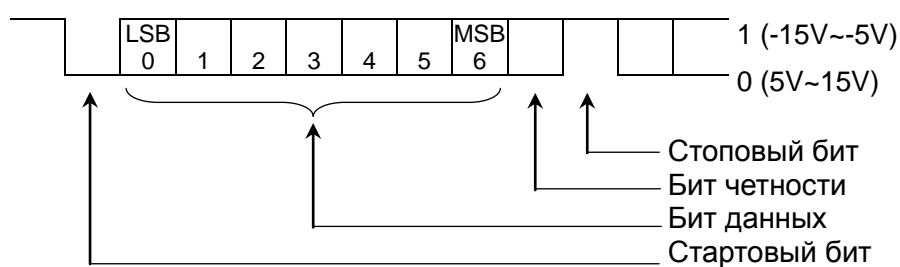 LSB MSB
0 1 2 3 4 5 6
1 (-15V~-5V)
0 (5V~15V)
Стоповый бит
Бит четности
Бит данных
Стартовый бит